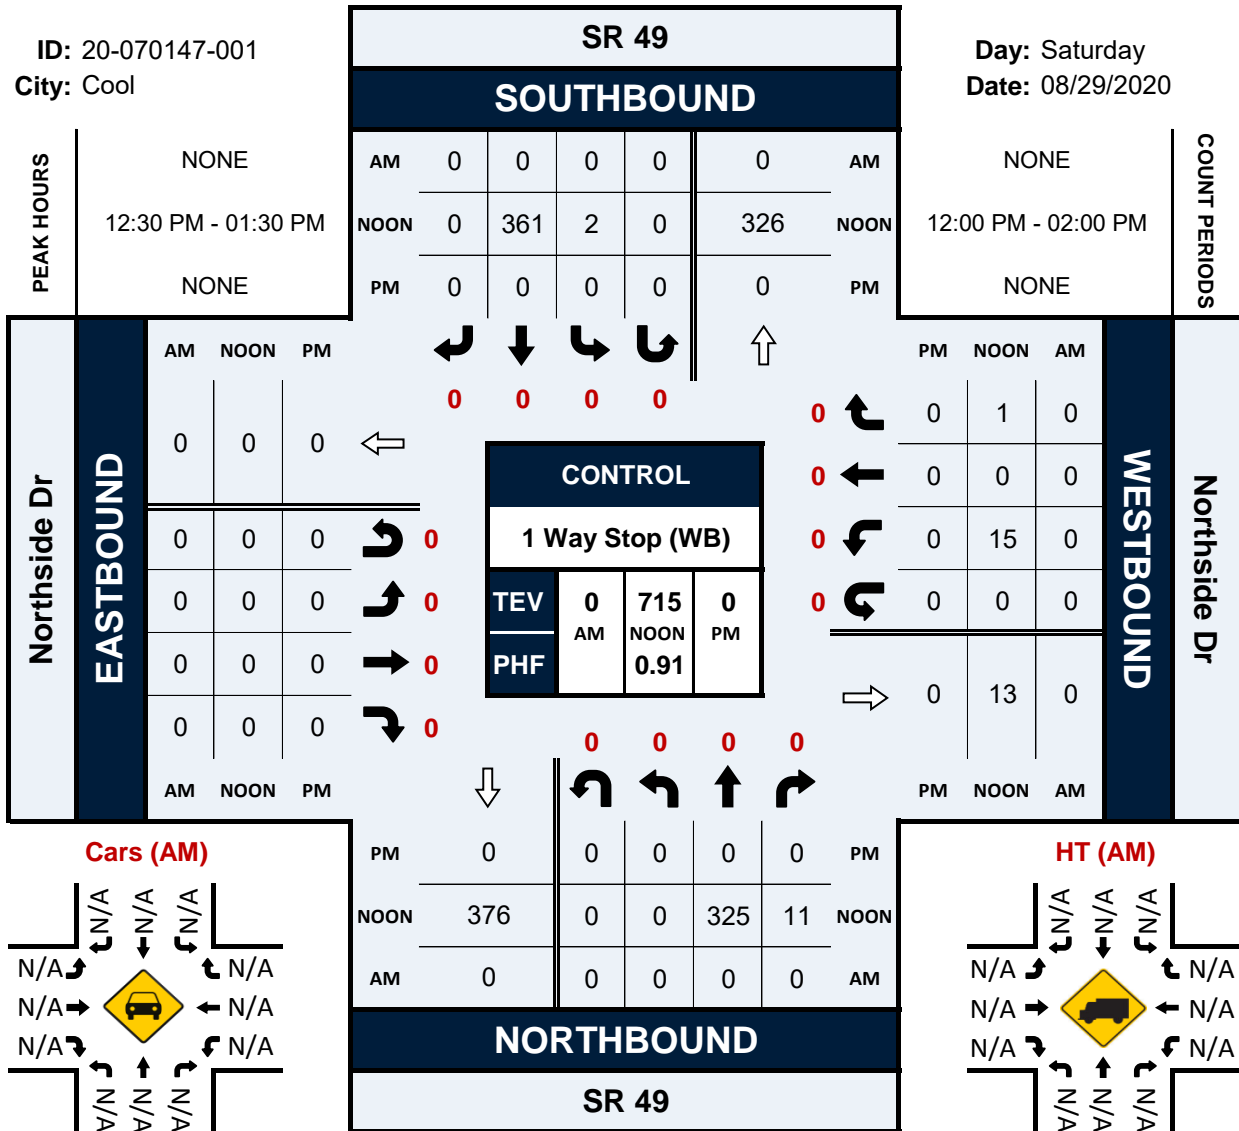 SR 49
ID: 20-070147-001
Day: Saturday
City: Cool
Date: 08/29/2020
SOUTHBOUND
PEAK HOURS
NONE
12:30 PM - 01:30 PM
NONE
AM 0 0 0 0 0 AM
NOON 0 361 2 0 326 NOON
PM 0 0 0 0 0 PM
NONE
12:00 PM - 02:00 PM
NONE
COUNT PERIODS
0 0 0 0
Northside Dr
EASTBOUND
AM NOON PM
0 0 0
0 0 0 0
0 0 0 0
0 0 0 0
0 0 0 0
AM NOON PM
CONTROL
1 Way Stop (WB)
TEV 0 715 0
AM NOON PM
PHF 0.91
PM NOON AM
0 0 1 0
0 0 0 0
0 0 15 0
0 0 0 0
0 13 0
PM NOON AM
WESTBOUND
Northside Dr
0 0 0 0
PM 0 0 0 0 0 PM
NOON 376 0 0 325 11 NOON
AM 0 0 0 0 0 AM
NORTHBOUND
SR 49
Cars (AM)
N/A N/A N/A
N/A N/A
N/A N/A
N/A N/A
N/A N/A N/A
HT (AM)
N/A N/A N/A
N/A N/A
N/A N/A
N/A N/A
N/A N/A N/A